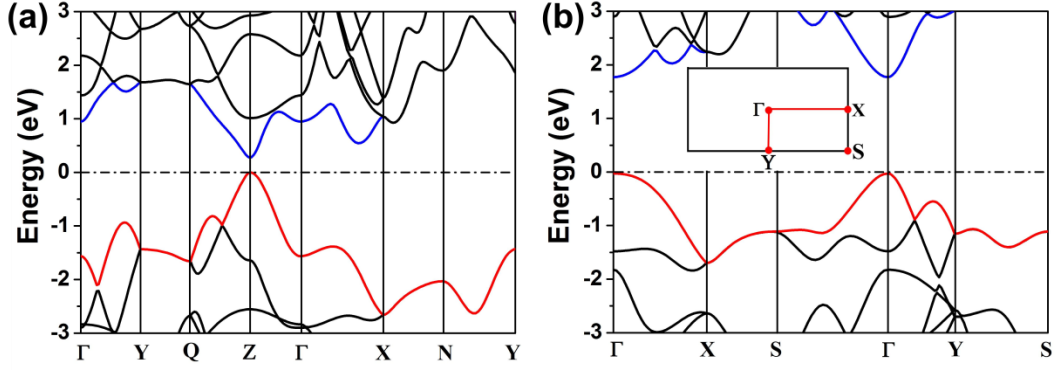 (a)
Energy (eV)
3
2
1
0
-1
-2
-3
Γ Y Q Z Γ X N Y
(b)
Energy (eV)
3
2
1
0
-1
-2
-3
Γ X
Y S
Γ X S Γ Y S